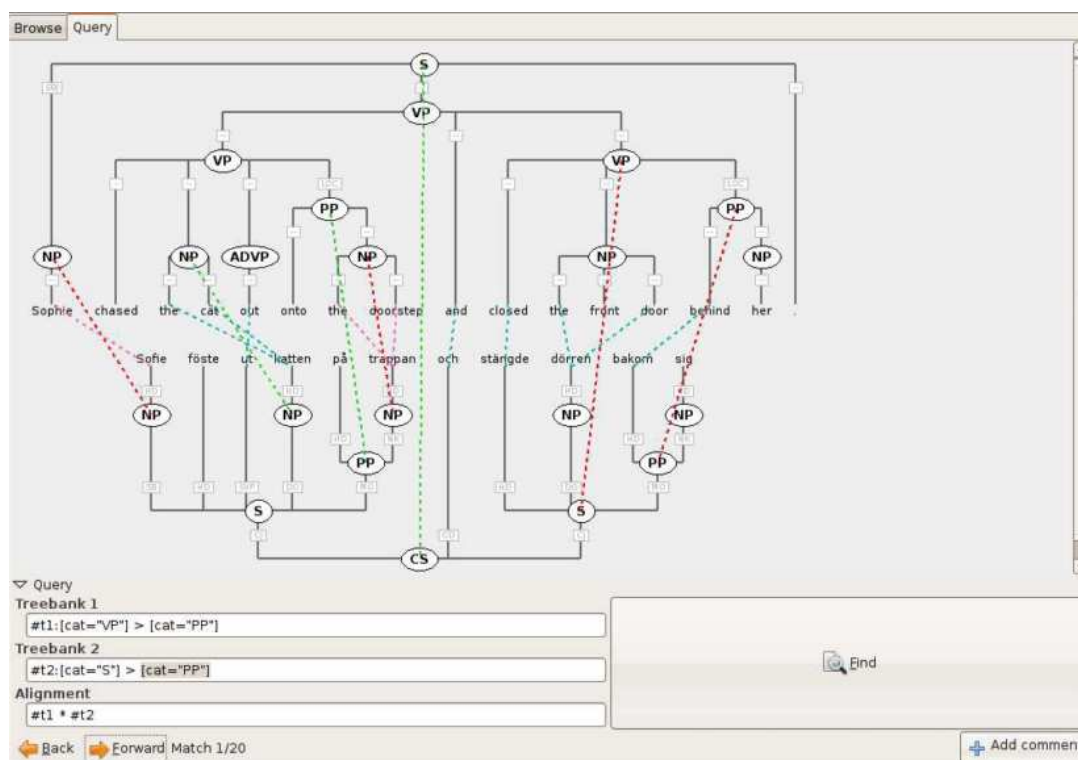 Browse Query
S
VP
VP VP
PP PP
NP NP ADVP NP NP NP
Sophie chased the cat out onto the doorstep and closed the front door behind her .
Sofie föste ut katten på trappan och stängde dörren bakom sig
NP NP NP NP NP
PP PP
S S
CS
Query
Treebank 1
#t1:[cat="VP"] > [cat="PP"]
Treebank 2
#t2:[cat="S"] > [cat="PP"]
Find
Alignment
#t1 * #t2
Back Forward Match 1/20 Add commen